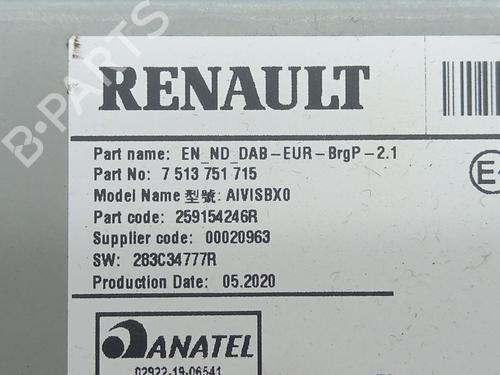 RENAULT
Part name: EN_ND_DAB-EUR-BrgP-2.1
Part No: 7 513 751 715
Model Name 型號: AIVISBX0
Part code: 259154246R
Supplier code: 00020963
SW: 283C34777R
Production Date: 05.2020
ANATEL
02922-19-06541
B-PARTS
E